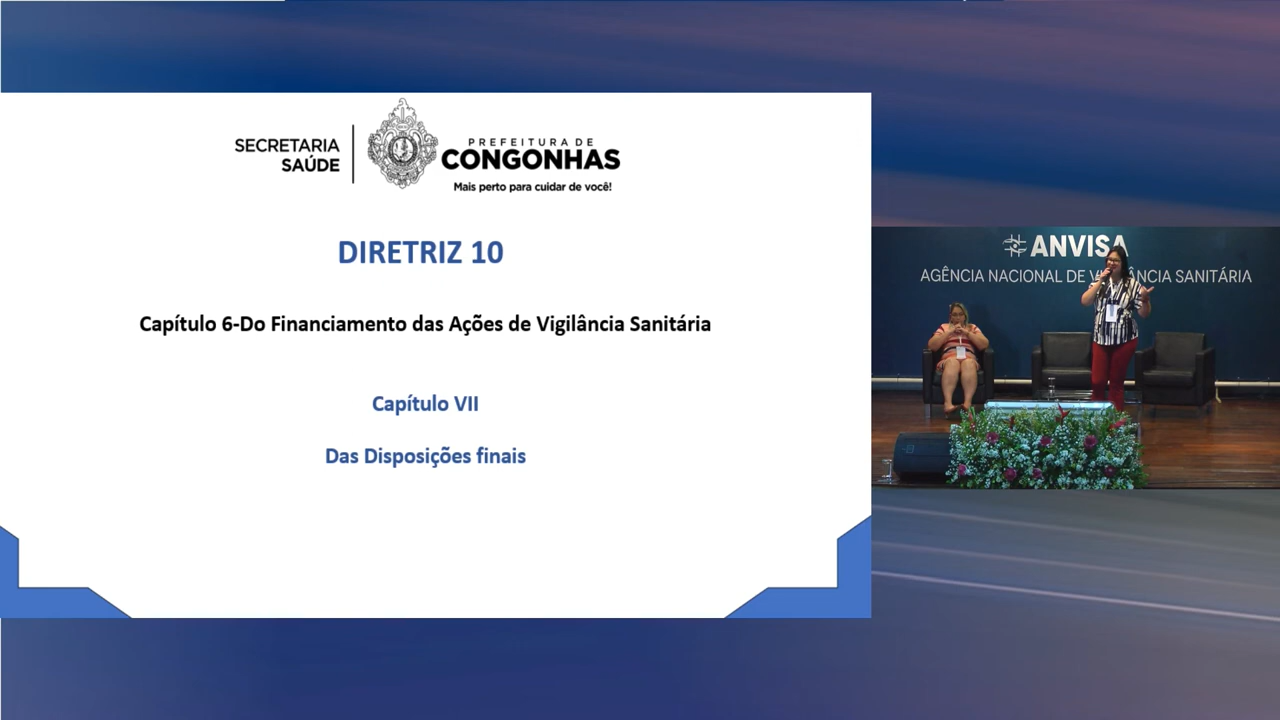 SECRETARIA
SAÚDE
PREFEITURA DE
CONGONHAS
Mais perto para cuidar de você!
DIRETRIZ 10
Capítulo 6-Do Financiamento das Ações de Vigilância Sanitária
Capítulo VII
Das Disposições finais
ANVISA
AGÊNCIA NACIONAL DE VIGILÂNCIA SANITÁRIA